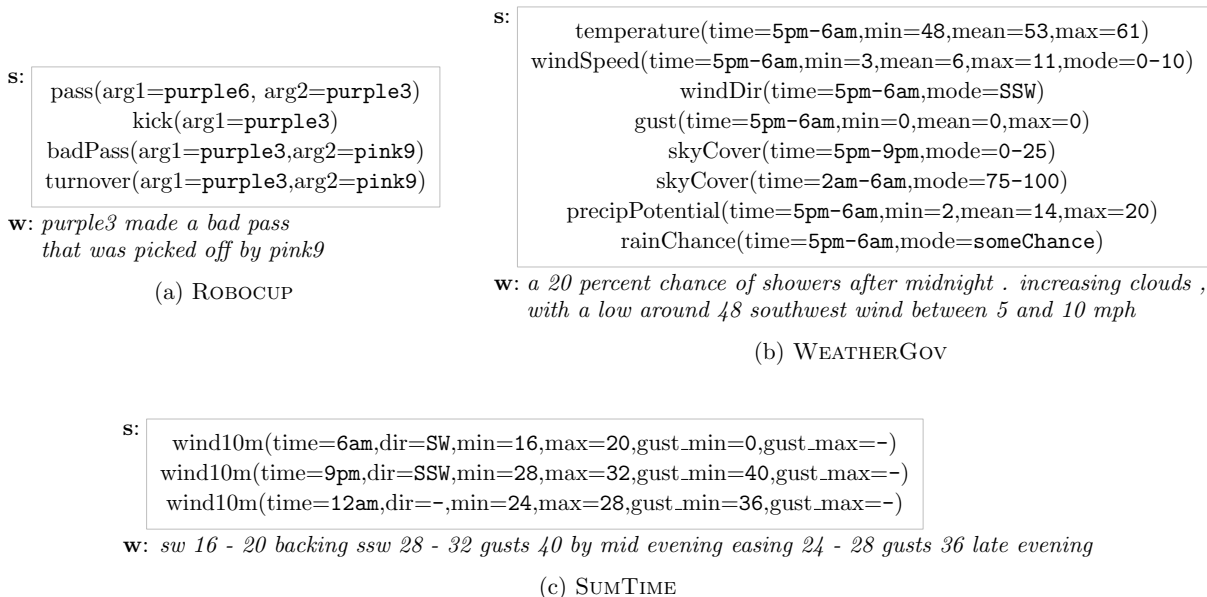 s:
pass(arg1=purple6, arg2=purple3)
kick(arg1=purple3)
badPass(arg1=purple3,arg2=pink9)
turnover(arg1=purple3,arg2=pink9)
w: purple3 made a bad pass
that was picked off by pink9
(a) ROBOCUP
s:
temperature(time=5pm-6am,min=48,mean=53,max=61)
windSpeed(time=5pm-6am,min=3,mean=6,max=11,mode=0-10)
windDir(time=5pm-6am,mode=SSW)
gust(time=5pm-6am,min=0,mean=0,max=0)
skyCover(time=5pm-9pm,mode=0-25)
skyCover(time=2am-6am,mode=75-100)
precipPotential(time=5pm-6am,min=2,mean=14,max=20)
rainChance(time=5pm-6am,mode=someChance)
w: a 20 percent chance of showers after midnight . increasing clouds ,
with a low around 48 southwest wind between 5 and 10 mph
(b) WEATHERGOV
s:
wind10m(time=6am,dir=SW,min=16,max=20,gust_min=0,gust_max=-)
wind10m(time=9pm,dir=SSW,min=28,max=32,gust_min=40,gust_max=-)
wind10m(time=12am,dir=-,min=24,max=28,gust_min=36,gust_max=-)
w: sw 16 - 20 backing ssw 28 - 32 gusts 40 by mid evening easing 24 - 28 gusts 36 late evening
(c) SUMTIME